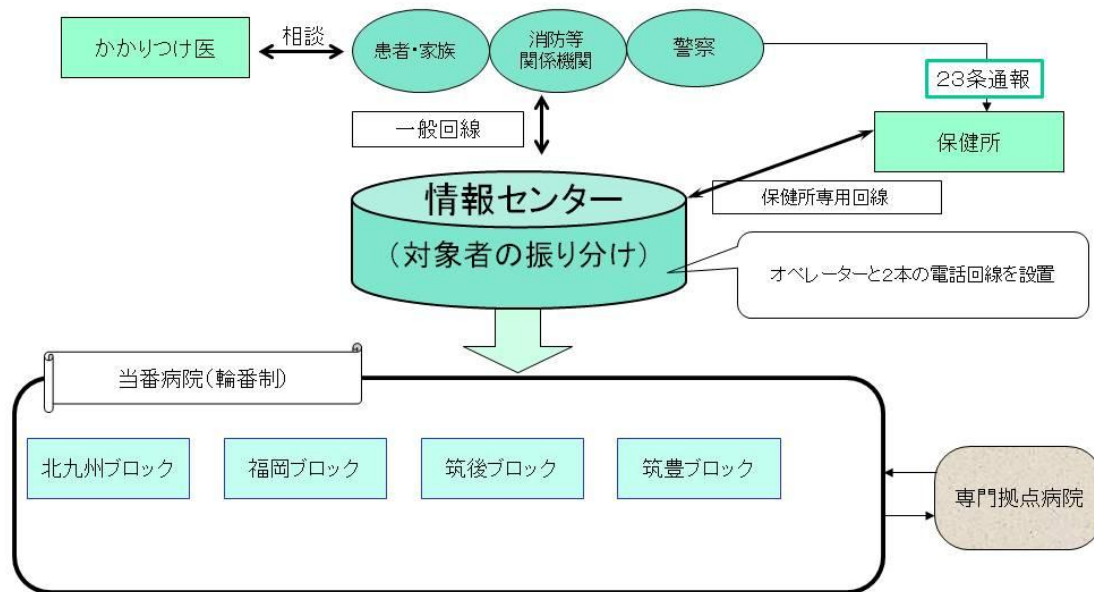 かかりつけ医
相談
患者・家族
消防等
関係機関
警察
23条通報
一般回線
保健所
情報センター
(対象者の振り分け)
保健所専用回線
オペレーターと2本の電話回線を設置
当番病院(輪番制)
北九州ブロック
福岡ブロック
筑後ブロック
筑豊ブロック
専門拠点病院